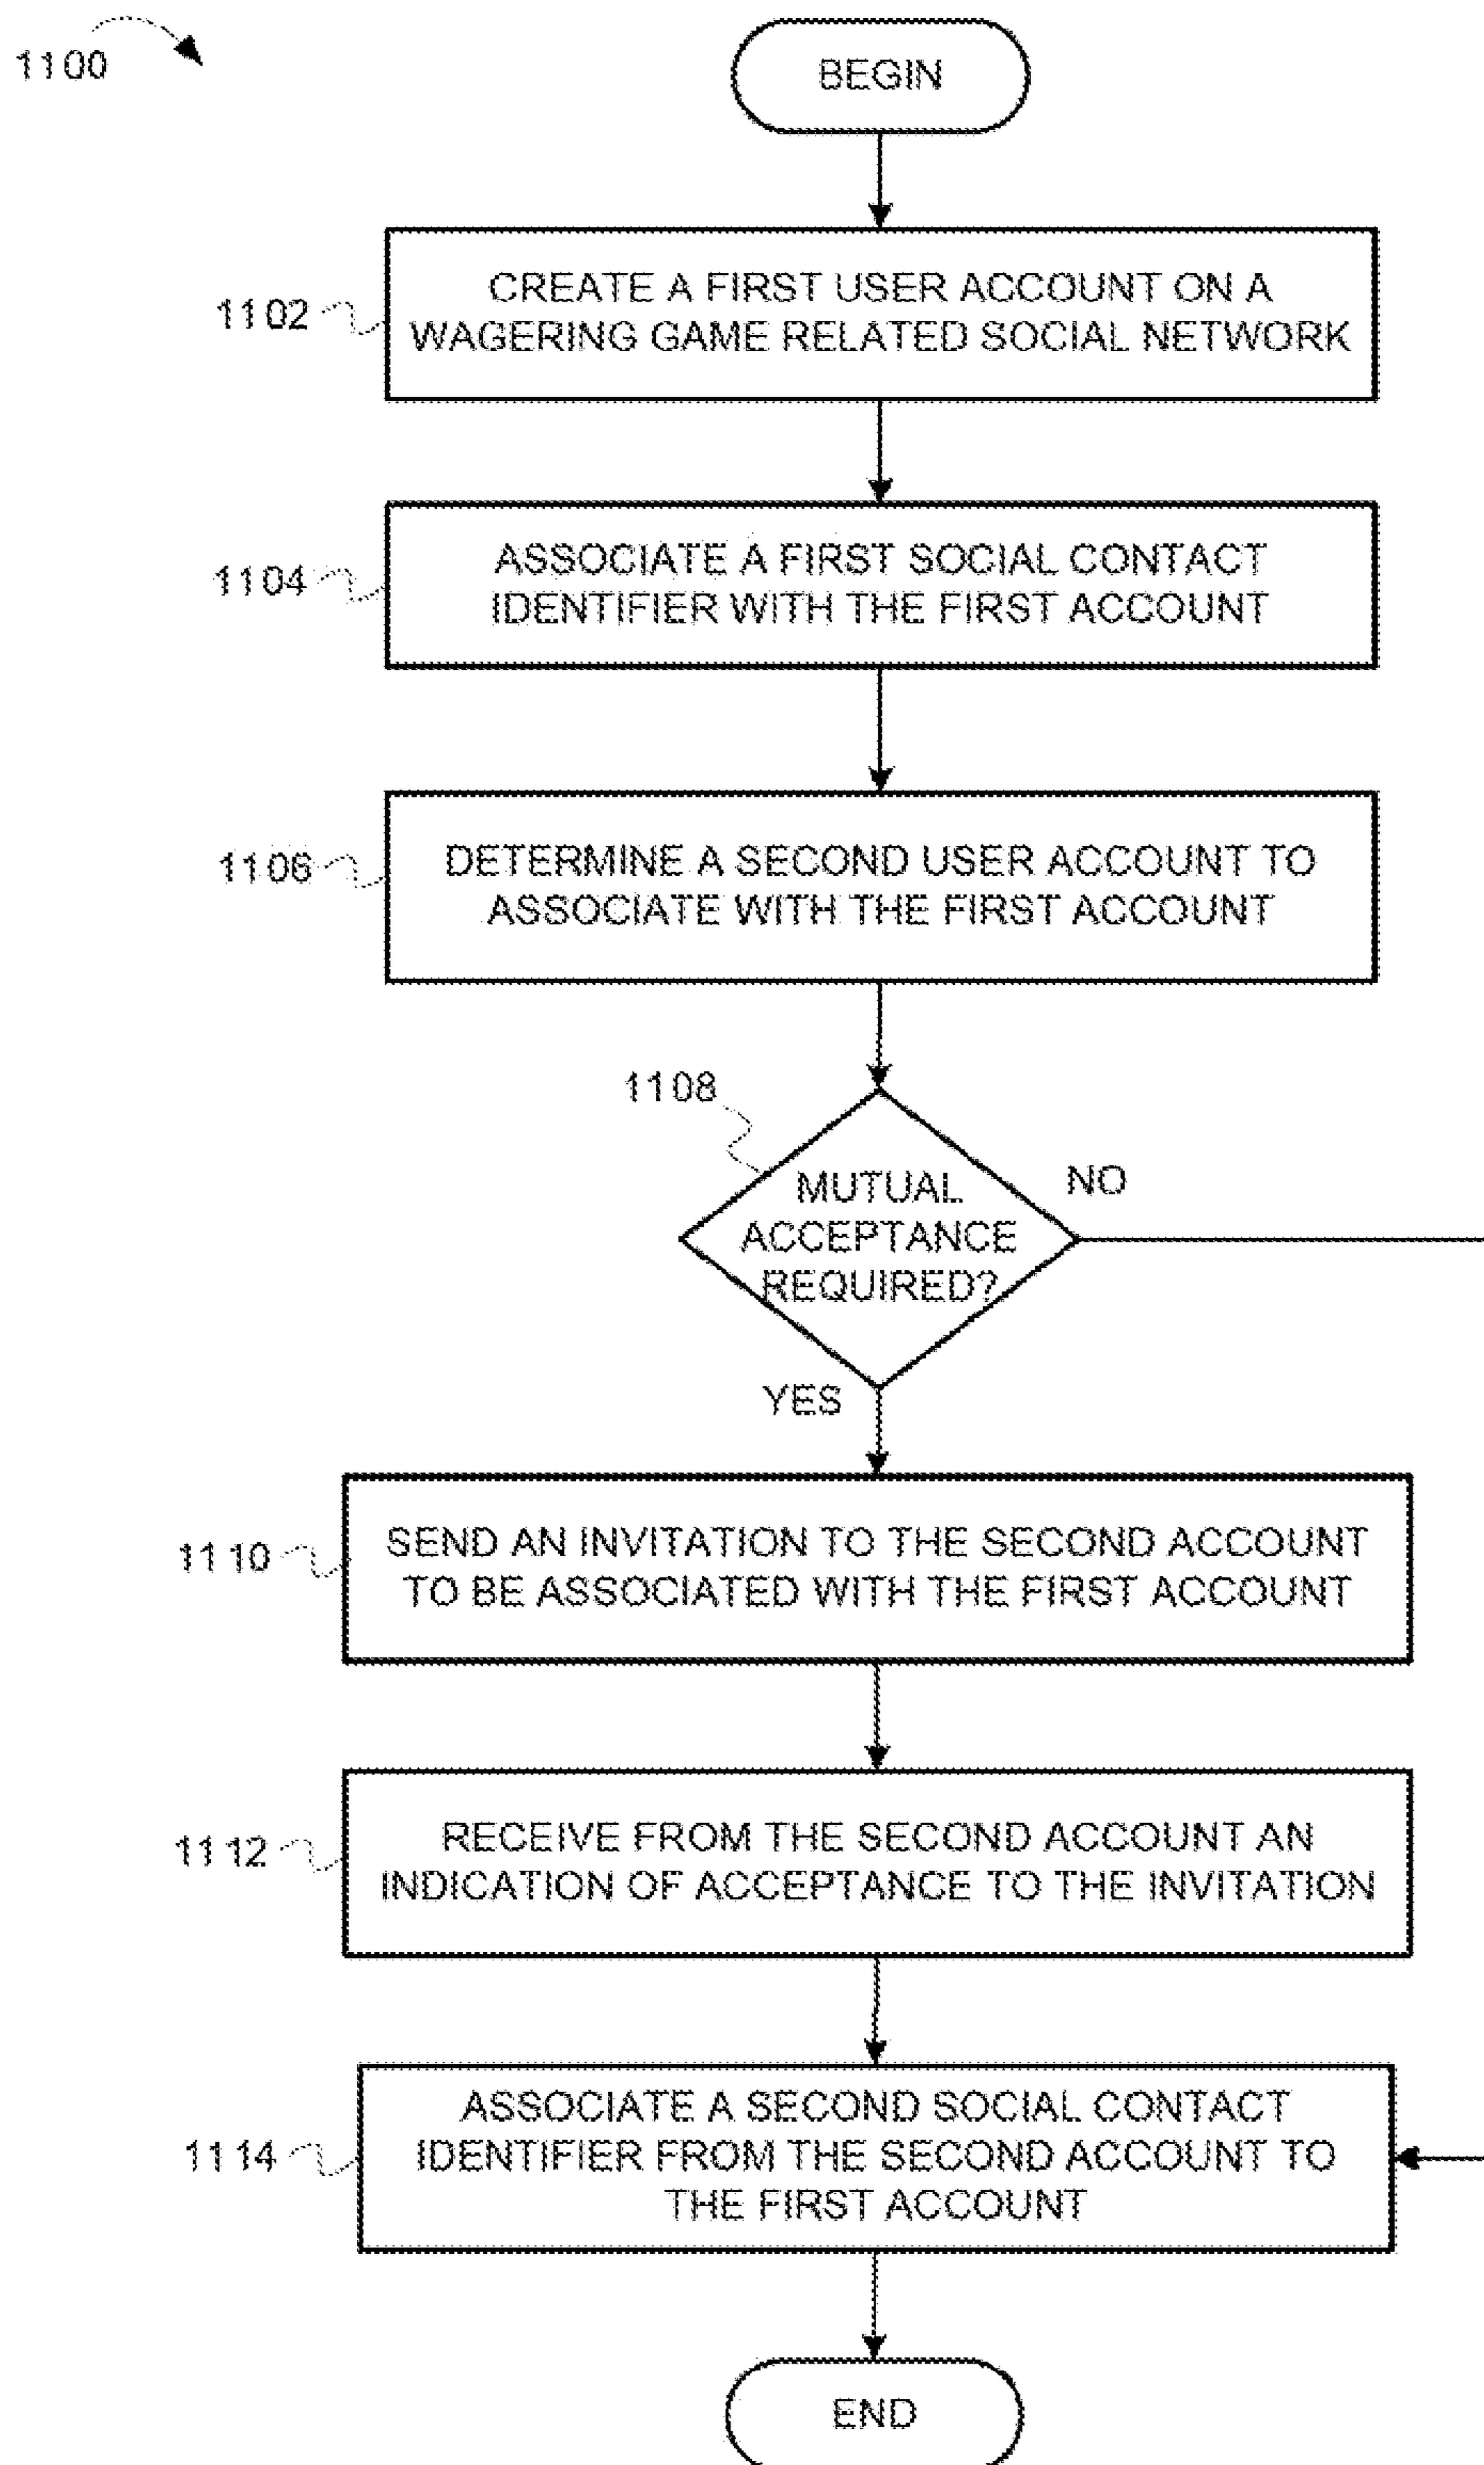 1100
BEGIN
1102
CREATE A FIRST USER ACCOUNT ON A
WAGERING GAME RELATED SOCIAL NETWORK
1104
ASSOCIATE A FIRST SOCIAL CONTACT
IDENTIFIER WITH THE FIRST ACCOUNT
1106
DETERMINE A SECOND USER ACCOUNT TO
ASSOCIATE WITH THE FIRST ACCOUNT
1108
MUTUAL
ACCEPTANCE
REQUIRED?
NO
YES
1110
SEND AN INVITATION TO THE SECOND ACCOUNT
TO BE ASSOCIATED WITH THE FIRST ACCOUNT
1112
RECEIVE FROM THE SECOND ACCOUNT AN
INDICATION OF ACCEPTANCE TO THE INVITATION
1114
ASSOCIATE A SECOND SOCIAL CONTACT
IDENTIFIER FROM THE SECOND ACCOUNT TO
THE FIRST ACCOUNT
END